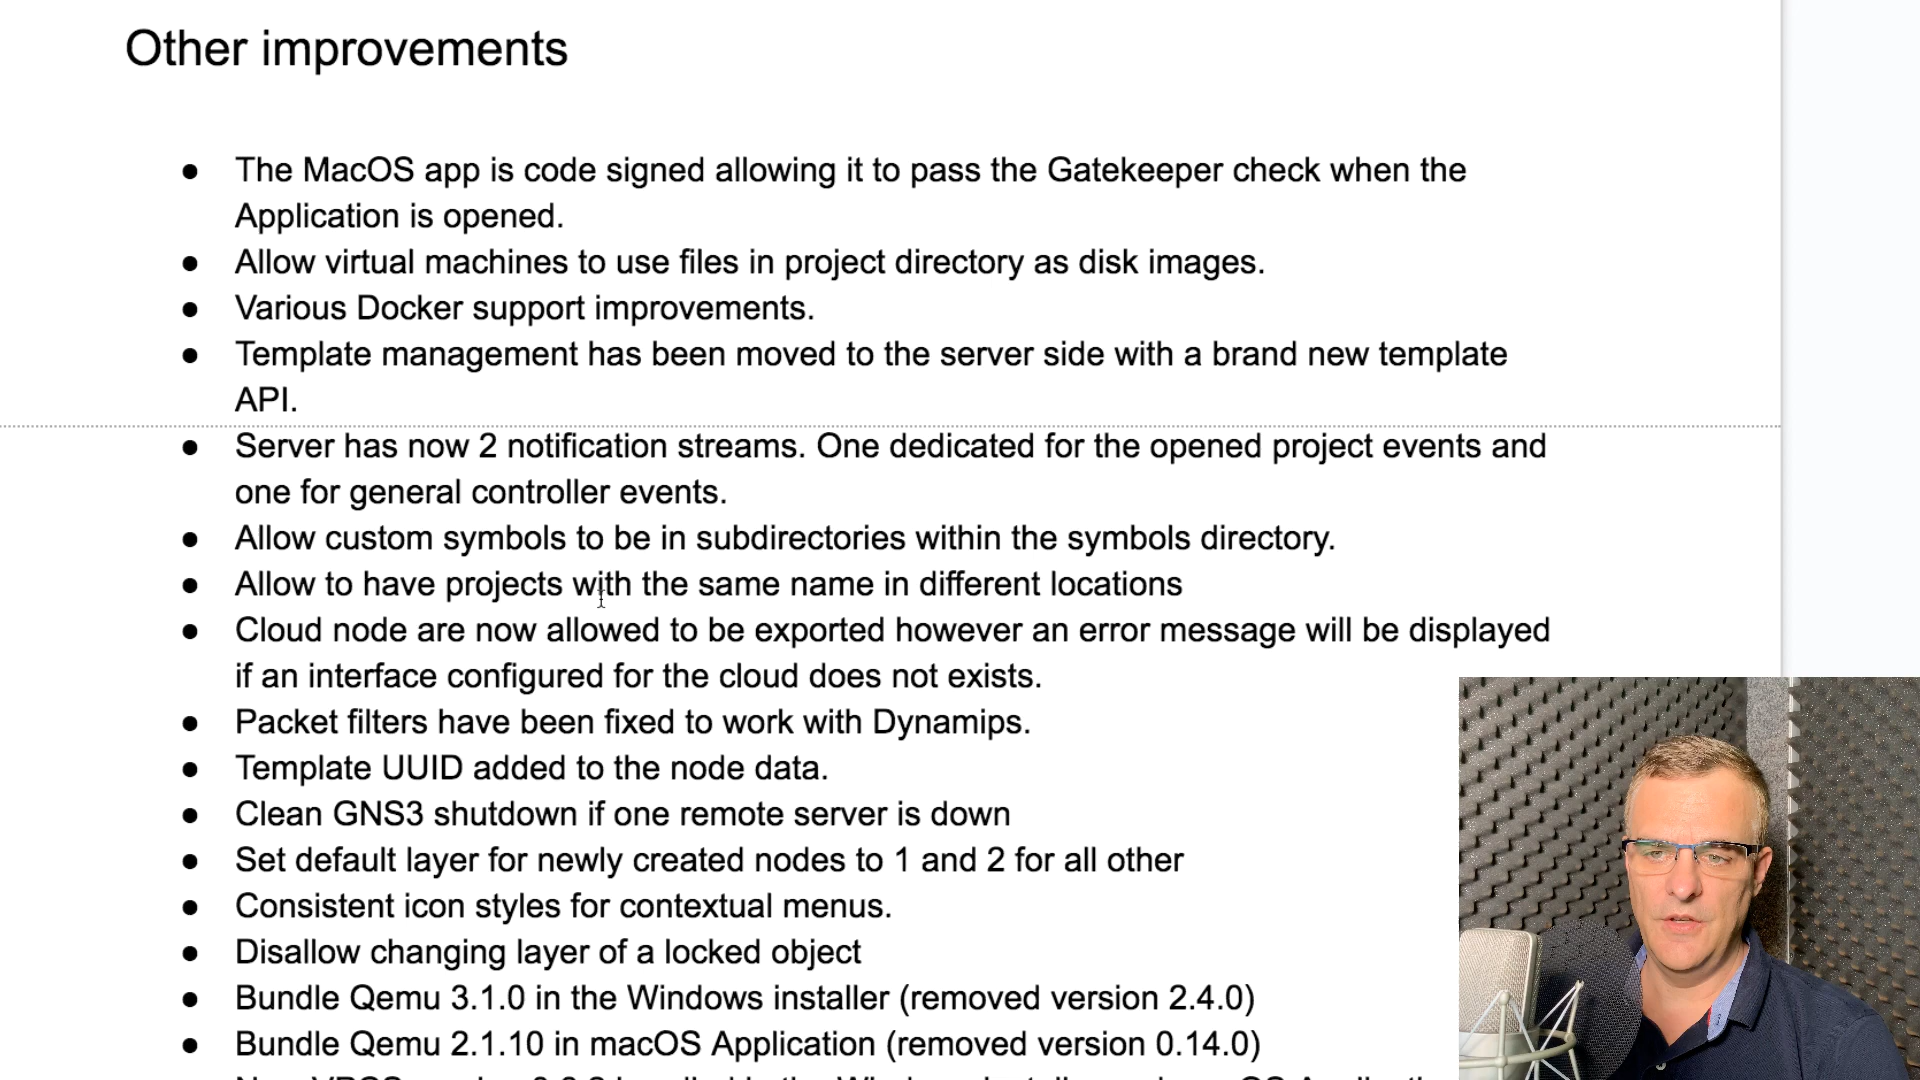 Other improvements
● The MacOS app is code signed allowing it to pass the Gatekeeper check when the
Application is opened.
● Allow virtual machines to use files in project directory as disk images.
● Various Docker support improvements.
● Template management has been moved to the server side with a brand new template
API.
● Server has now 2 notification streams. One dedicated for the opened project events and
one for general controller events.
● Allow custom symbols to be in subdirectories within the symbols directory.
● Allow to have projects with the same name in different locations
● Cloud node are now allowed to be exported however an error message will be displayed
if an interface configured for the cloud does not exists.
● Packet filters have been fixed to work with Dynamips.
● Template UUID added to the node data.
● Clean GNS3 shutdown if one remote server is down
● Set default layer for newly created nodes to 1 and 2 for all other
● Consistent icon styles for contextual menus.
● Disallow changing layer of a locked object
● Bundle Qemu 3.1.0 in the Windows installer (removed version 2.4.0)
● Bundle Qemu 2.1.10 in macOS Application (removed version 0.14.0)